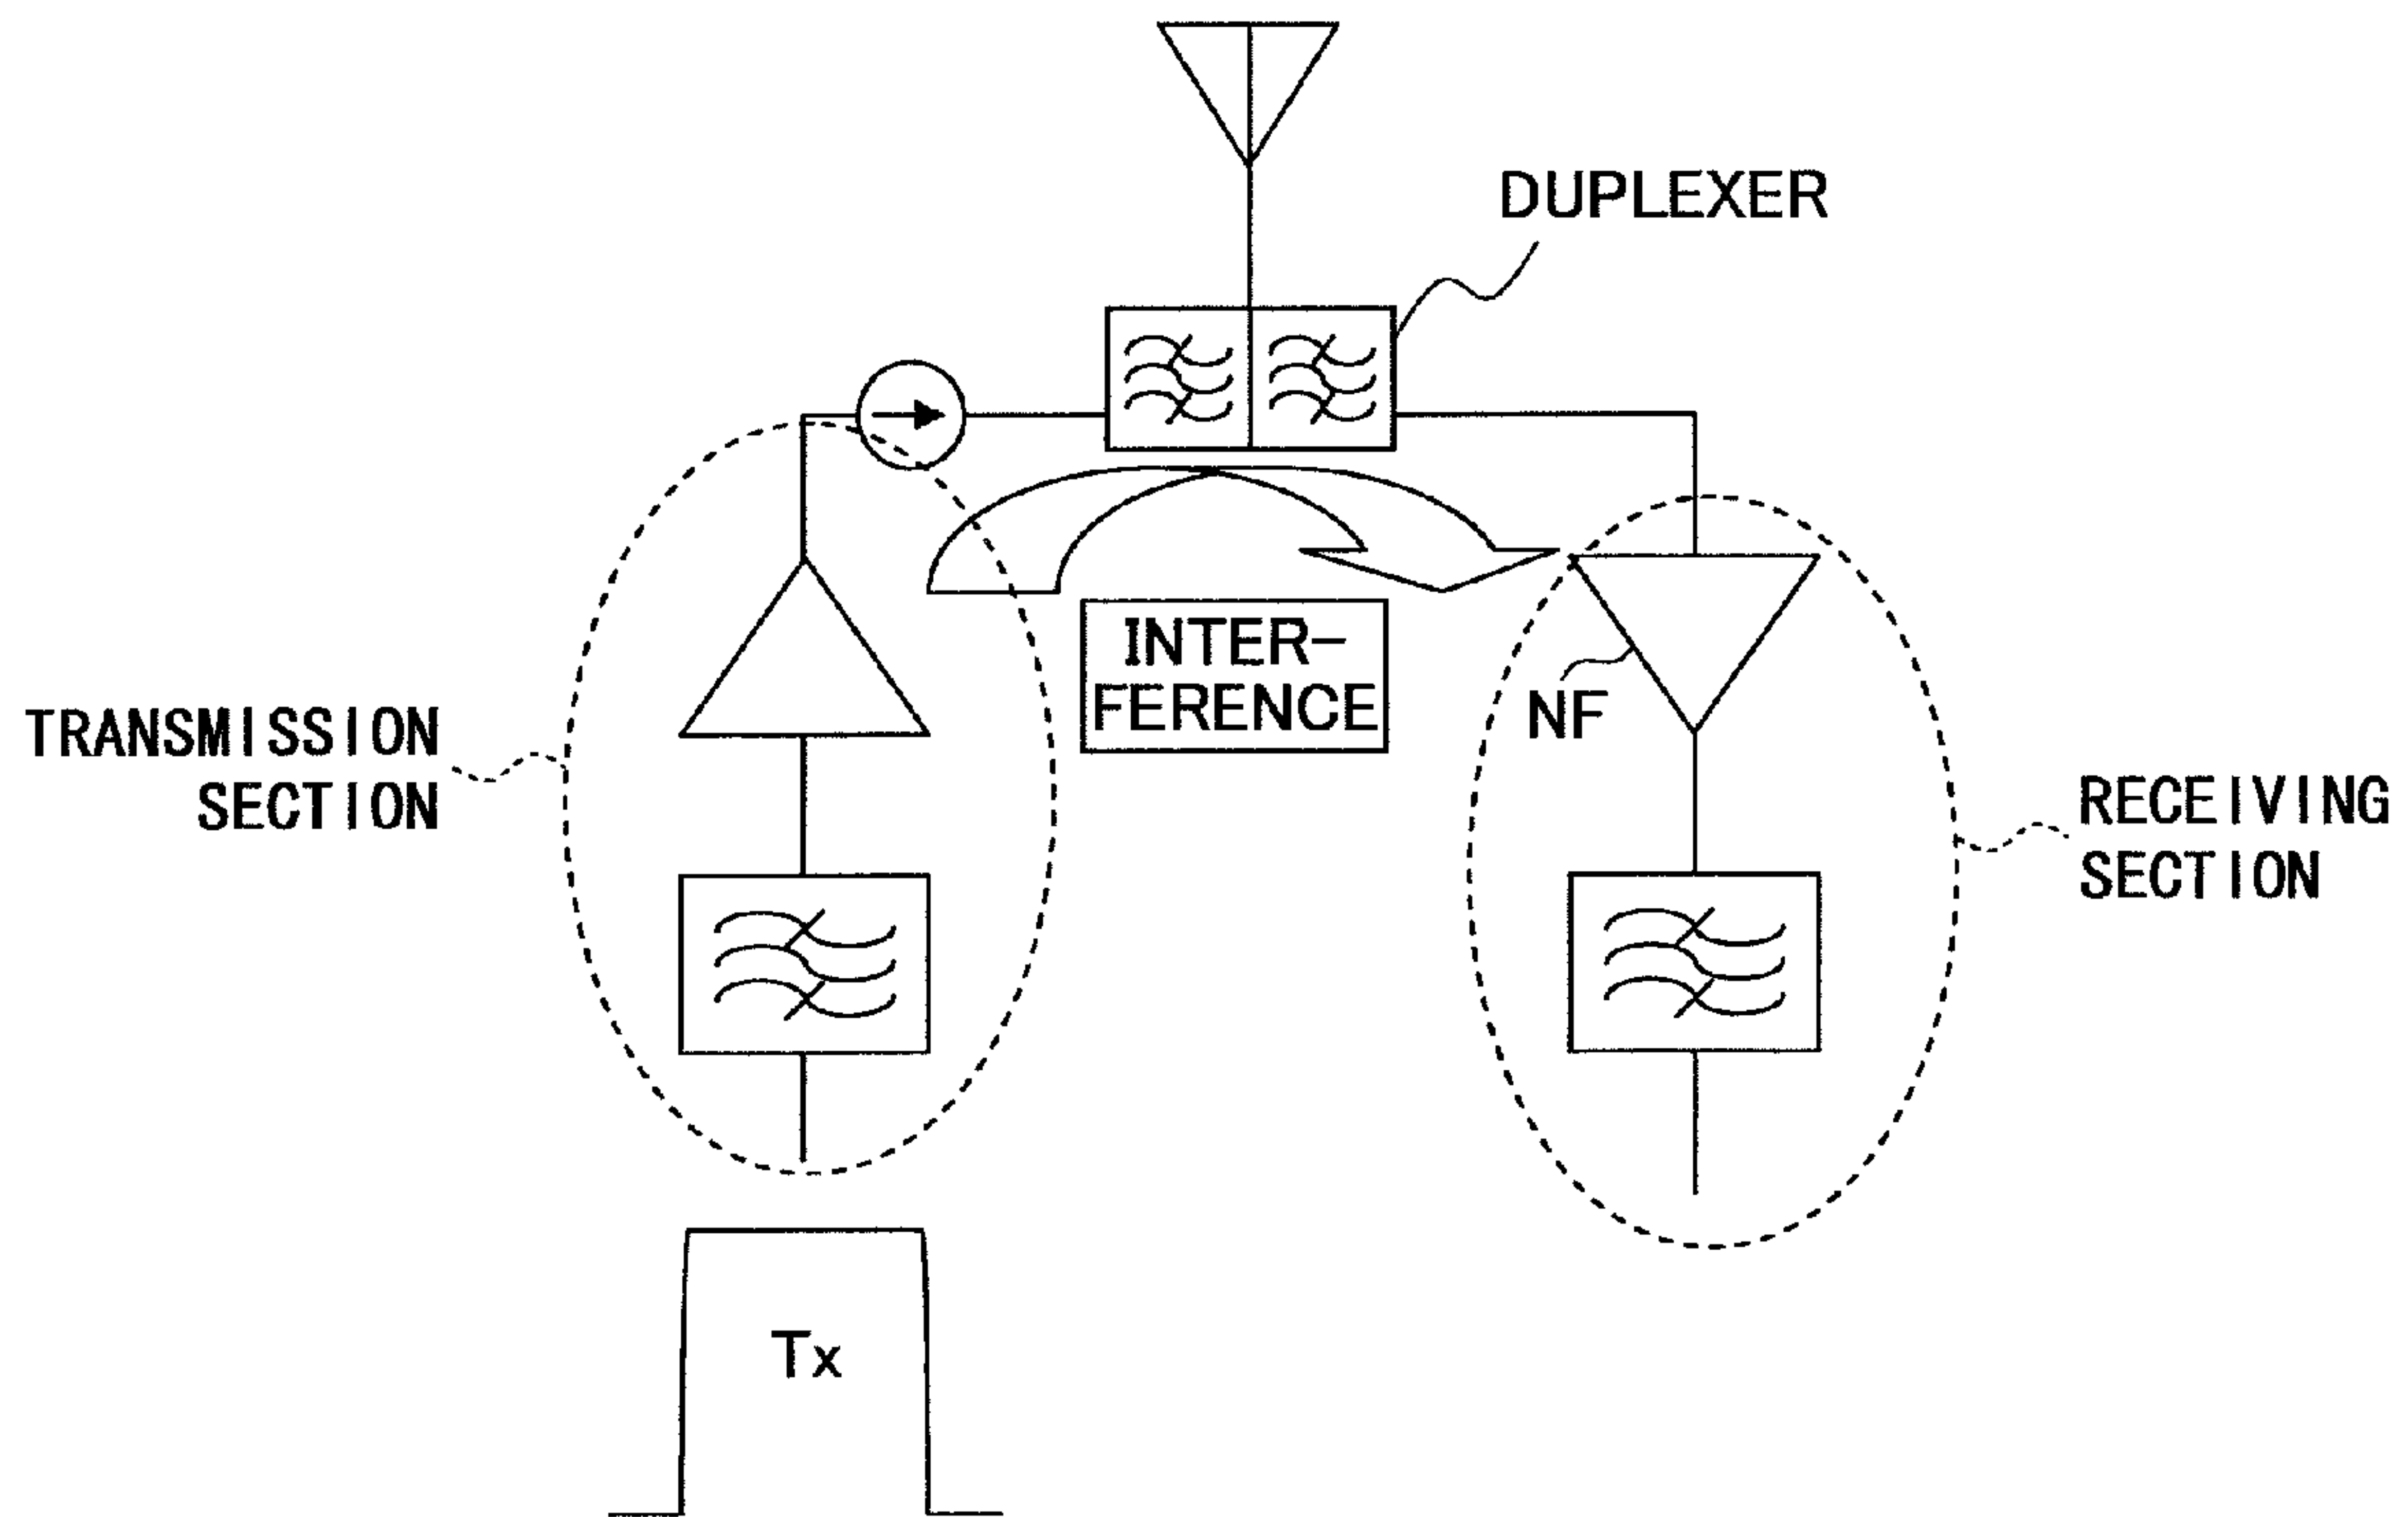 DUPLEXER
INTER-
FERENCE
NF
TRANSMISSION
SECTION
RECEIVING
SECTION
Tx